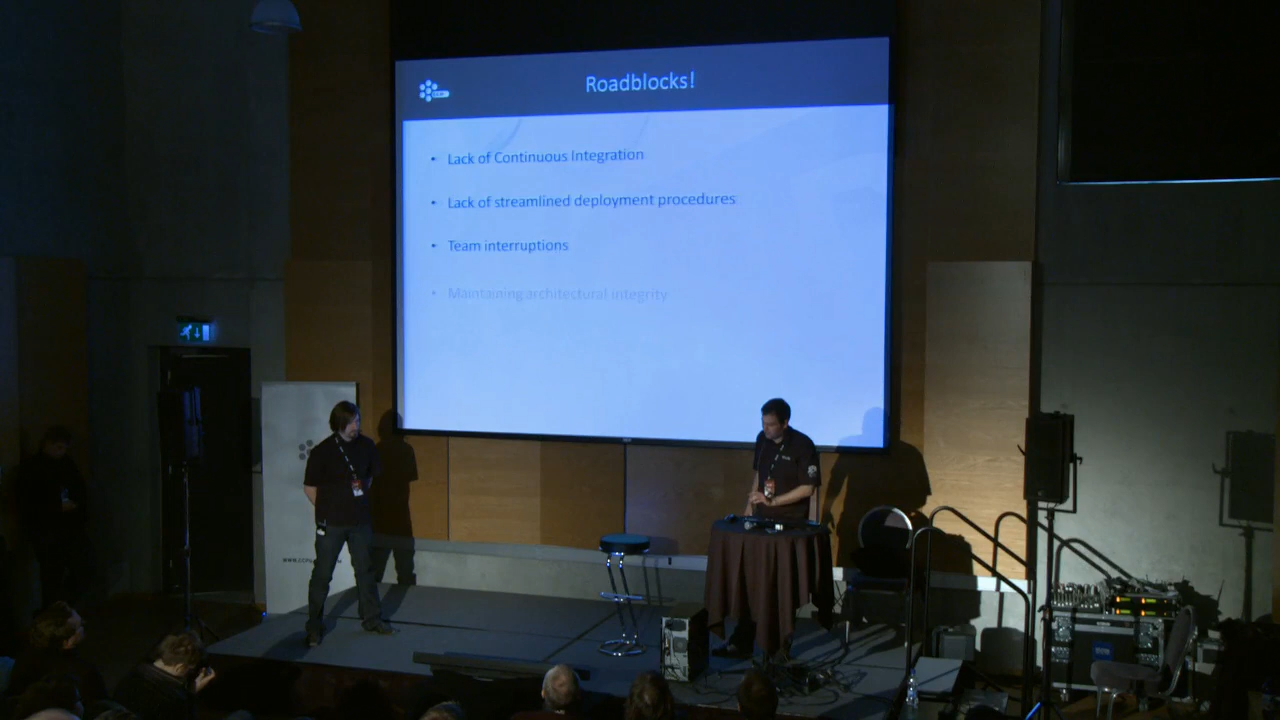 Roadblocks!
• Lack of Continuous Integration
• Lack of streamlined deployment procedures
• Team interruptions
• Maintaining architectural integrity